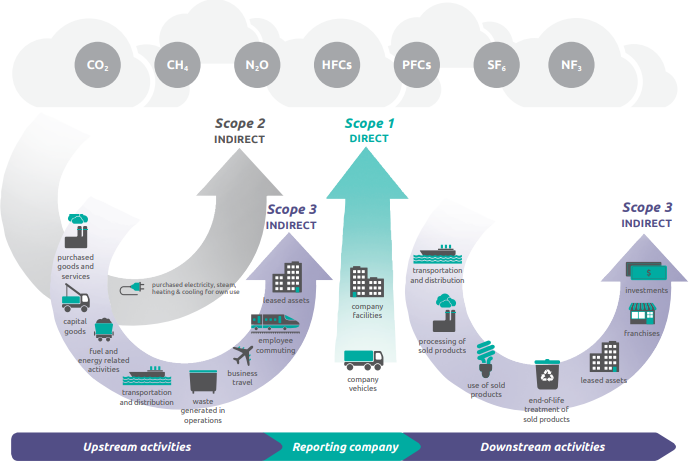 CO2
CH4
N2O
HFCs
PFCs
SF6
NF3
Scope 2
INDIRECT
Scope 1
DIRECT
Scope 3
INDIRECT
Scope 3
INDIRECT
purchased
goods and
services
capital
goods
fuel and
energy related
activities
transportation
and distribution
waste
generated in
operations
business
travel
employee
commuting
leased assets
purchased electricity, steam,
heating & cooling for own use
company
facilities
company
vehicles
transportation
and distribution
processing of
sold products
use of sold
products
end-of-life
treatment of
sold products
leased assets
franchises
$
investments
Upstream activities
Reporting company
Downstream activities